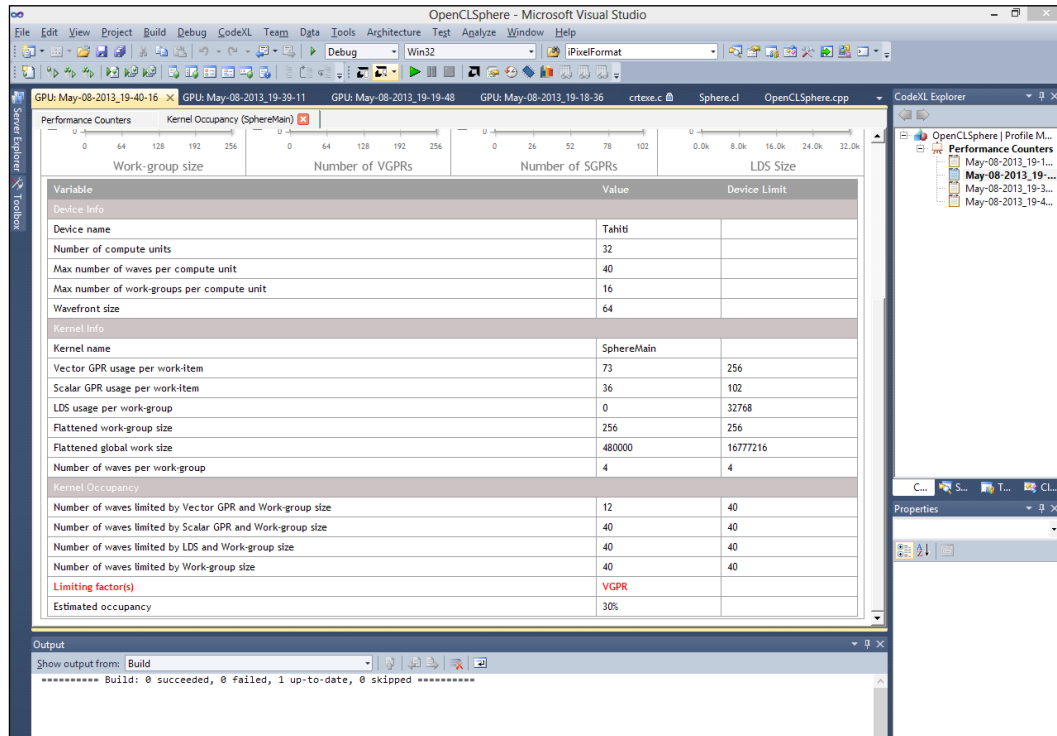 OpenCLSphere - Microsoft Visual Studio
File Edit View Project Build Debug CodeXL Team Data Tools Architecture Test Analyze Window Help
Debug Win32 iPixelFormat
GPU: May-08-2013_19-40-16 GPU: May-08-2013_19-39-11 GPU: May-08-2013_19-19-48 GPU: May-08-2013_19-18-36 crtexe.c Sphere.cl OpenCLSphere.cpp
Server Explorer
Toolbox
Performance Counters Kernel Occupancy (SphereMain)
0 0 0 0
0 64 128 192 256 0 64 128 192 256 0 26 52 78 102 0.0k 8.0k 16.0k 24.0k 32.0k
Work-group size Number of VGPRs Number of SGPRs LDS Size
Variable Value Device Limit
Device Info
Device name Tahiti
Number of compute units 32
Max number of waves per compute unit 40
Max number of work-groups per compute unit 16
Wavefront size 64
Kernel Info
Kernel name SphereMain
Vector GPR usage per work-item 73 256
Scalar GPR usage per work-item 36 102
LDS usage per work-group 0 32768
Flattened work-group size 256 256
Flattened global work size 480000 16777216
Number of waves per work-group 4 4
Kernel Occupancy
Number of waves limited by Vector GPR and Work-group size 12 40
Number of waves limited by Scalar GPR and Work-group size 40 40
Number of waves limited by LDS and Work-group size 40 40
Number of waves limited by Work-group size 40 40
Limiting factor(s) VGPR
Estimated occupancy 30%
CodeXL Explorer
OpenCLSphere | Profile M...
Performance Counters
May-08-2013_19-1...
May-08-2013_19-...
May-08-2013_19-3...
May-08-2013_19-4...
C... S... T... Cl...
Properties
Output
Show output from: Build
========== Build: 0 succeeded, 0 failed, 1 up-to-date, 0 skipped ==========